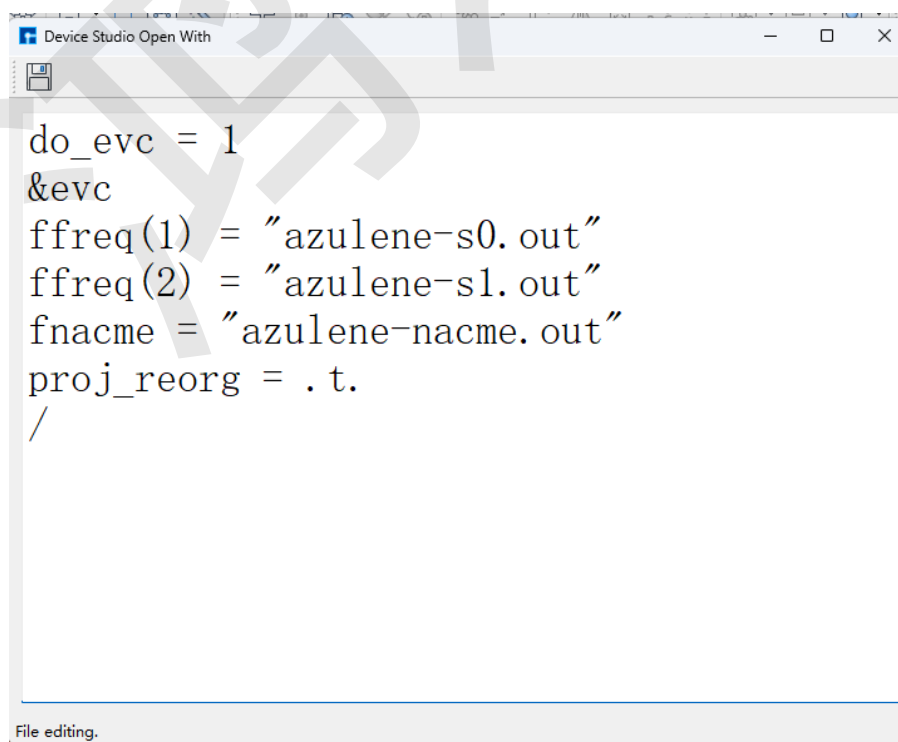 Device Studio Open With
do_evc = 1
&evc
ffreq(1) = "azulene-s0.out"
ffreq(2) = "azulene-s1.out"
fnacme = "azulene-nacme.out"
proj_reorg = .t.
/
File editing.